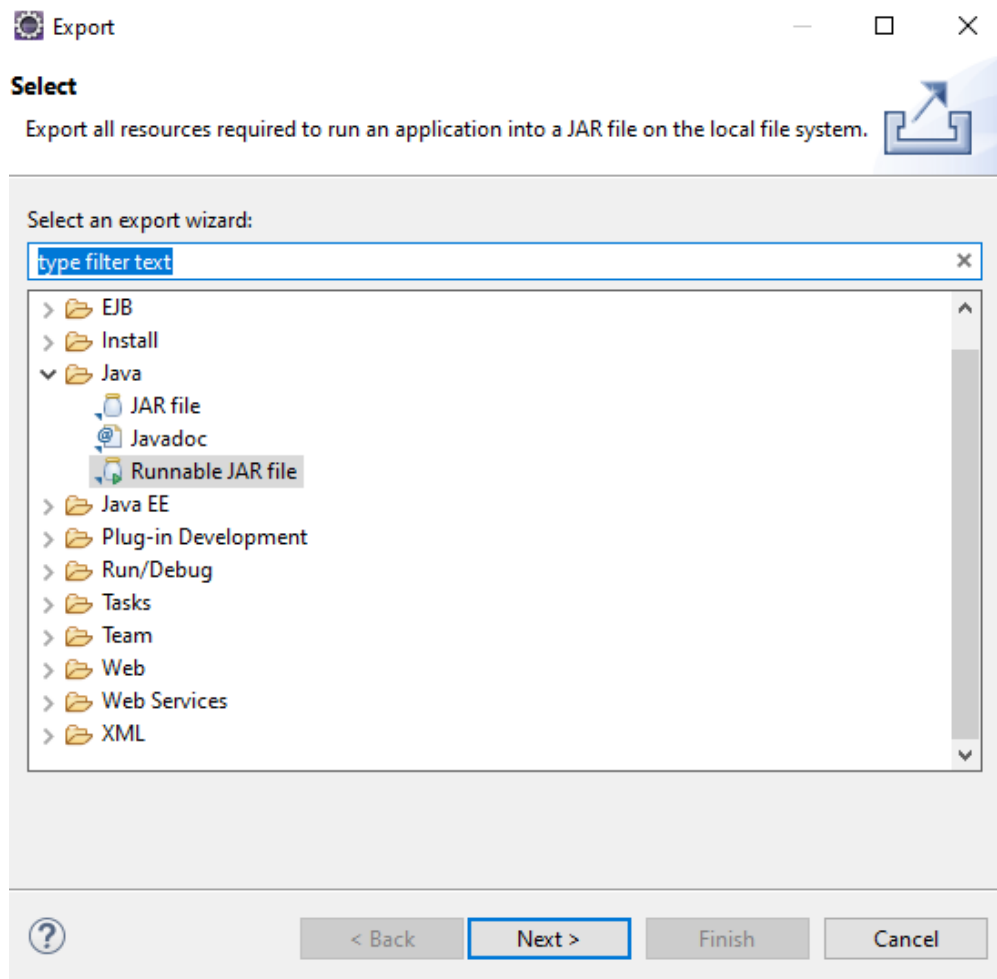 Export
Select
Export all resources required to run an application into a JAR file on the local file system.
Select an export wizard:
type filter text
EJB
Install
Java
JAR file
Javadoc
Runnable JAR file
Java EE
Plug-in Development
Run/Debug
Tasks
Team
Web
Web Services
XML
< Back Next > Finish Cancel